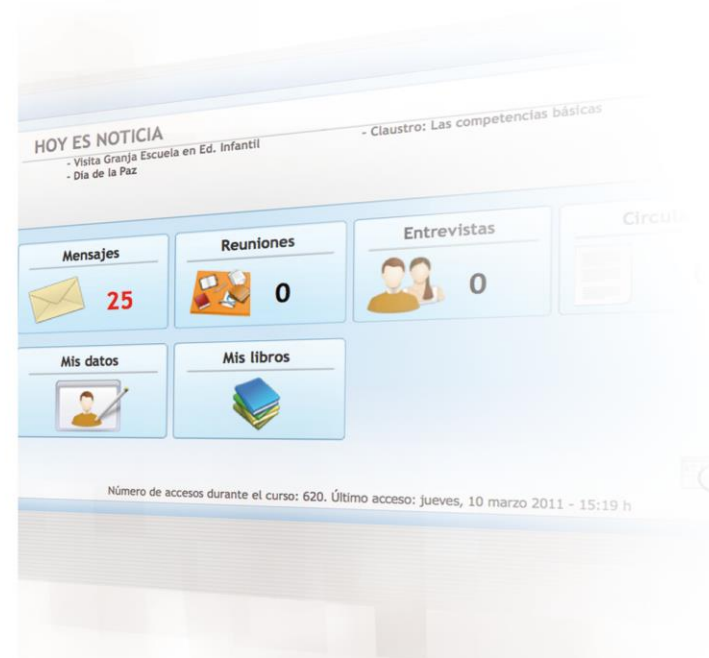 HOY ES NOTICIA
- Visita Granja Escuela en Ed. Infantil
- Día de la Paz
- Claustro: Las competencias básicas
Mensajes
25
Reuniones
0
Entrevistas
0
Mis datos
Mis libros
Número de accesos durante el curso: 620. Último acceso: jueves, 10 marzo 2011 - 15:19 h